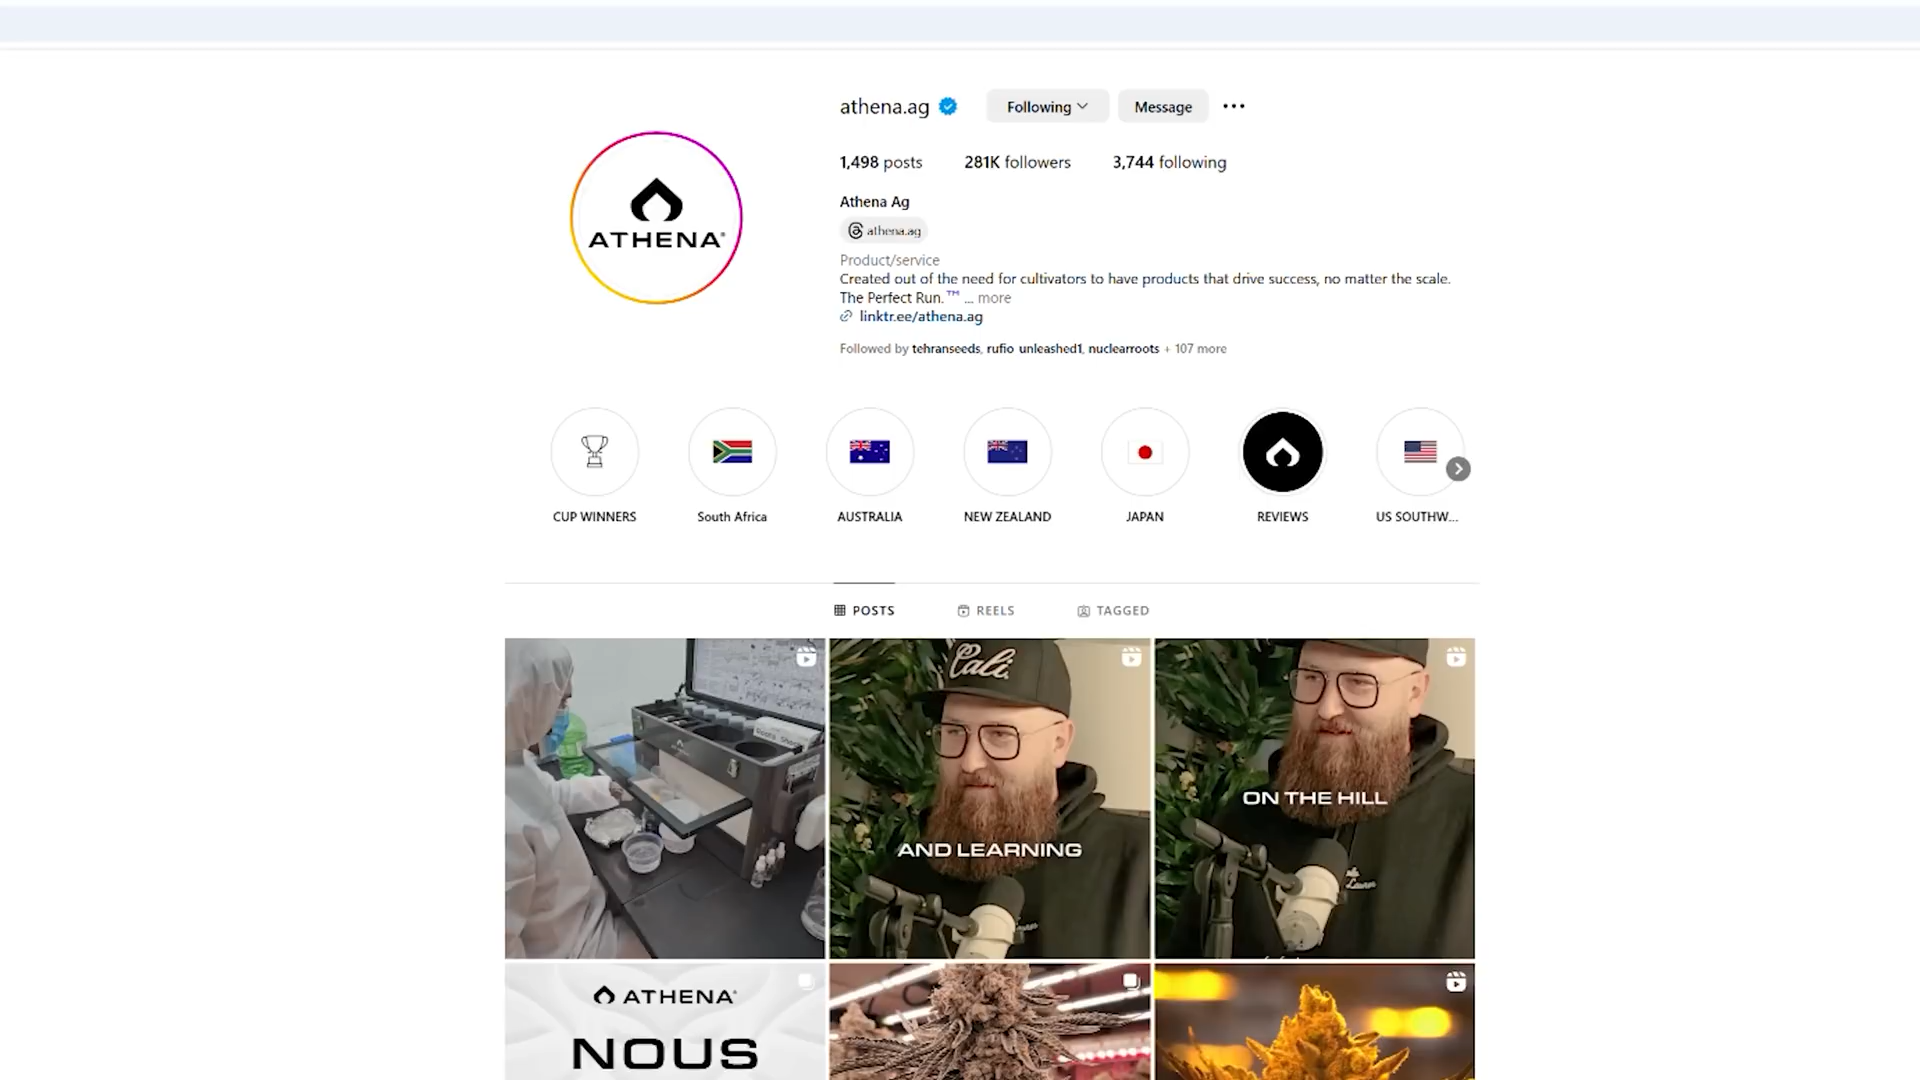 athena.ag
Following
Message
1,498 posts
281K followers
3,744 following
ATHENA®
Athena Ag
athena.ag
Product/service
Created out of the need for cultivators to have products that drive success, no matter the scale.
The Perfect Run.™ ... more
linktr.ee/athena.ag
Followed by tehranseeds, rufio_unleashed1, nuclearroots + 107 more
CUP WINNERS
South Africa
AUSTRALIA
NEW ZEALAND
JAPAN
REVIEWS
US SOUTHW...
POSTS
REELS
TAGGED
Cali.
AND LEARNING
ON THE HILL
ATHENA®
NOUS